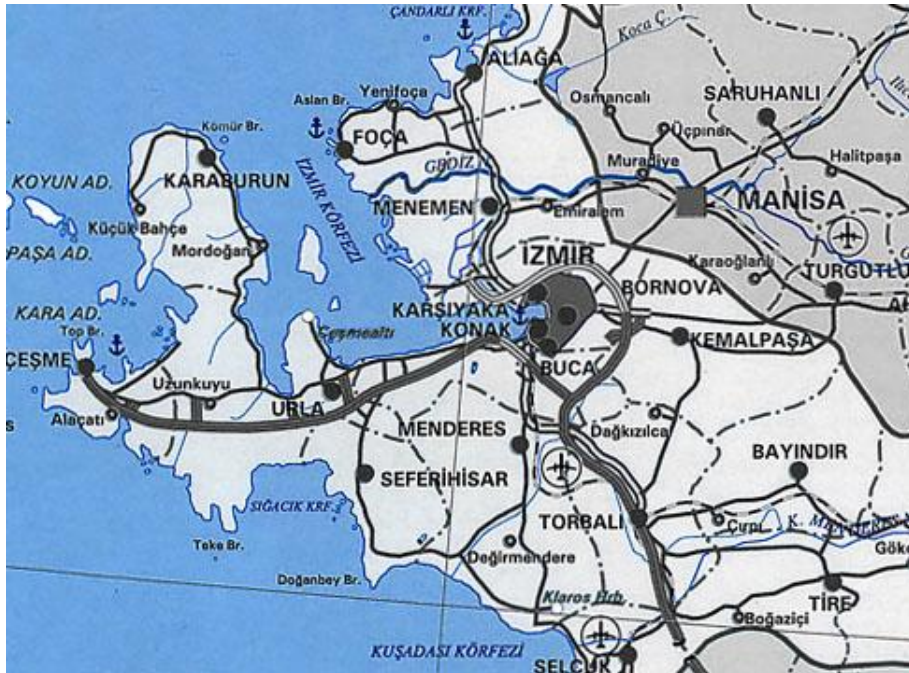 ÇANDARLI KRF.
Koca Ç.
ALİAĞA
Yenifoça
SARUHANLI
Aslan Br.
Osmancalı
FOÇA
Üçpınar
Kömür Br.
GEDİZ N.
Muradiye
Halitpaşa
KARABURUN
KOYUN AD.
İZMİR KÖRFEZİ
MENEMEN
Emiralem
MANİSA
Küçük Bahçe
Mordoğan
PAŞA AD.
İZMİR
Karaoğlanlı
TURGUTLU
BORNOVA
KARA AD.
KARŞIYAKA
Top Br.
Çeşmealtı
KONAK
KEMALPAŞA
ÇEŞME
BUCA
Uzunkuyu
URLA
Alaçatı
MENDERES
Dağkızılca
BAYINDIR
SEFERİHİSAR
SIĞACIK KRF.
TORBALI
Çırpı
K. MENDERES N.
Teke Br.
Değirmendere
Gökç
Doğanbey Br.
Klaros Hrb.
TİRE
Boğaziçi
KUŞADASI KÖRFEZİ
SELÇUK